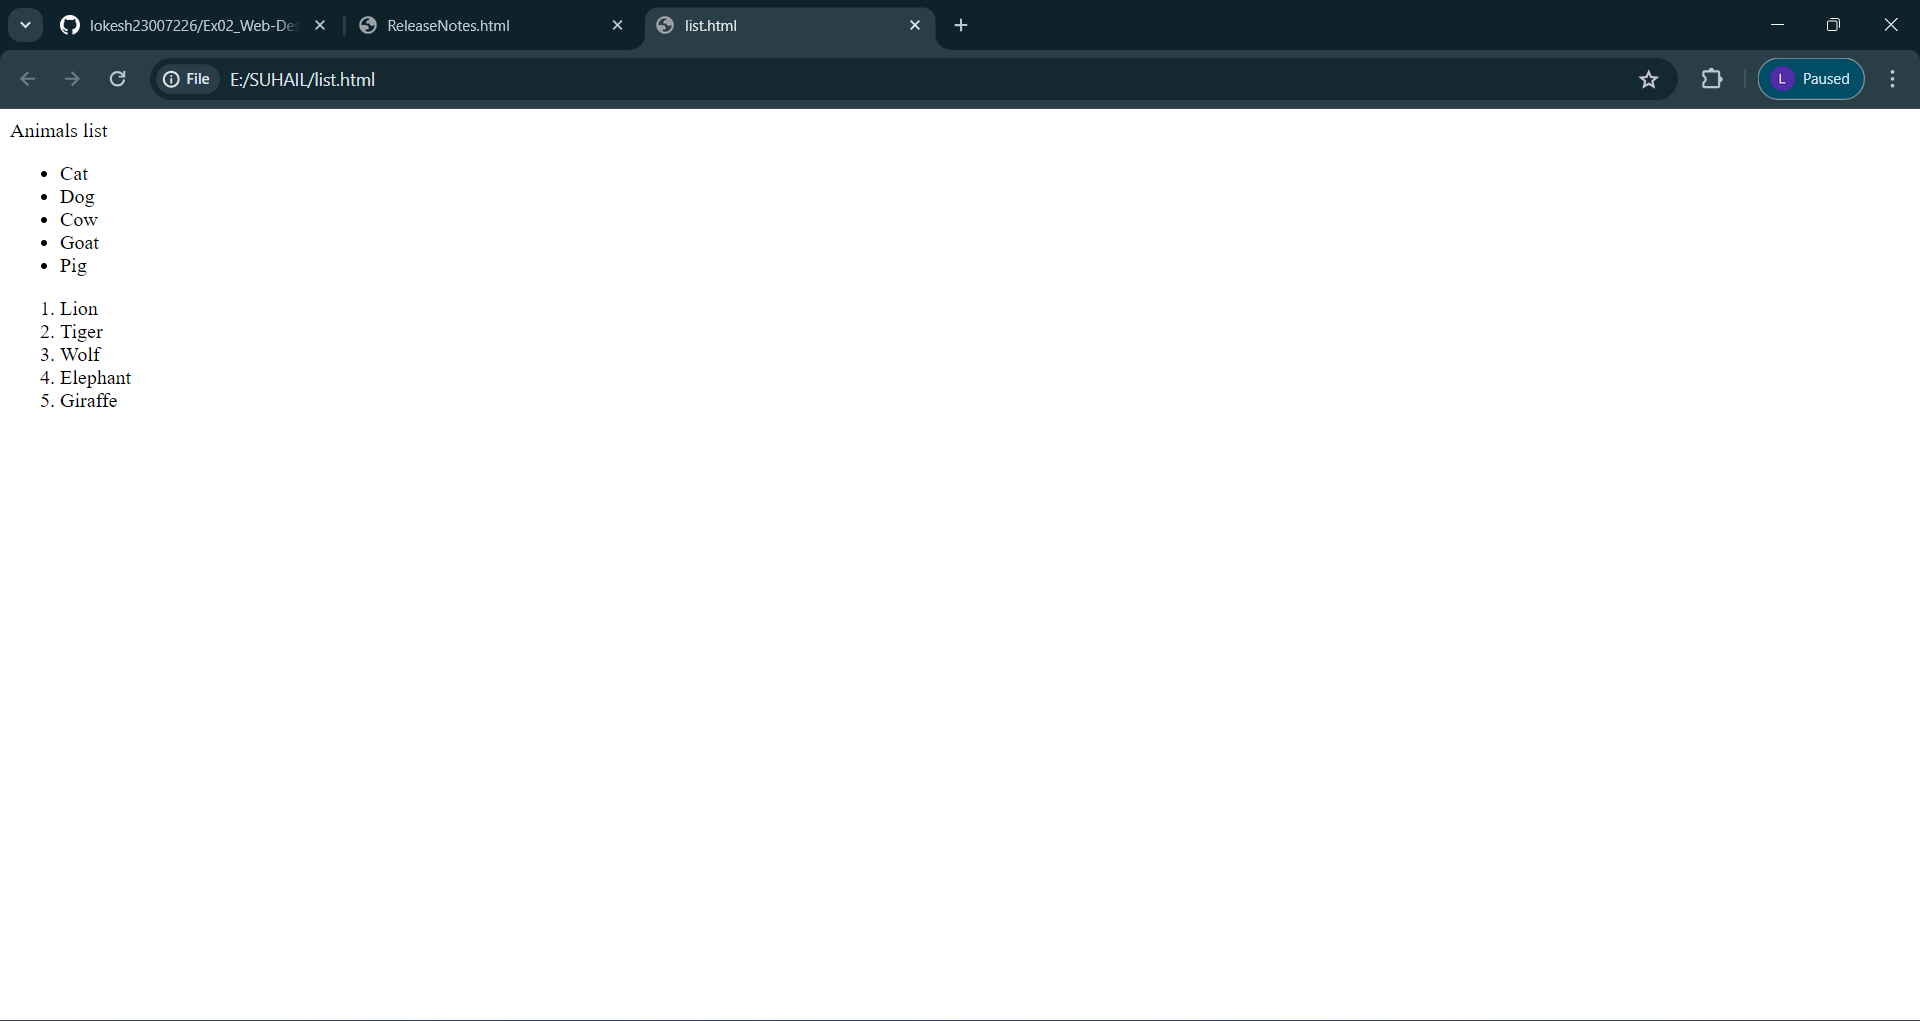 lokesh23007226/Ex02_Web-Des
ReleaseNotes.html
list.html
File
E:/SUHAIL/list.html
L
Paused
Animals list
• Cat
• Dog
• Cow
• Goat
• Pig
1. Lion
2. Tiger
3. Wolf
4. Elephant
5. Giraffe